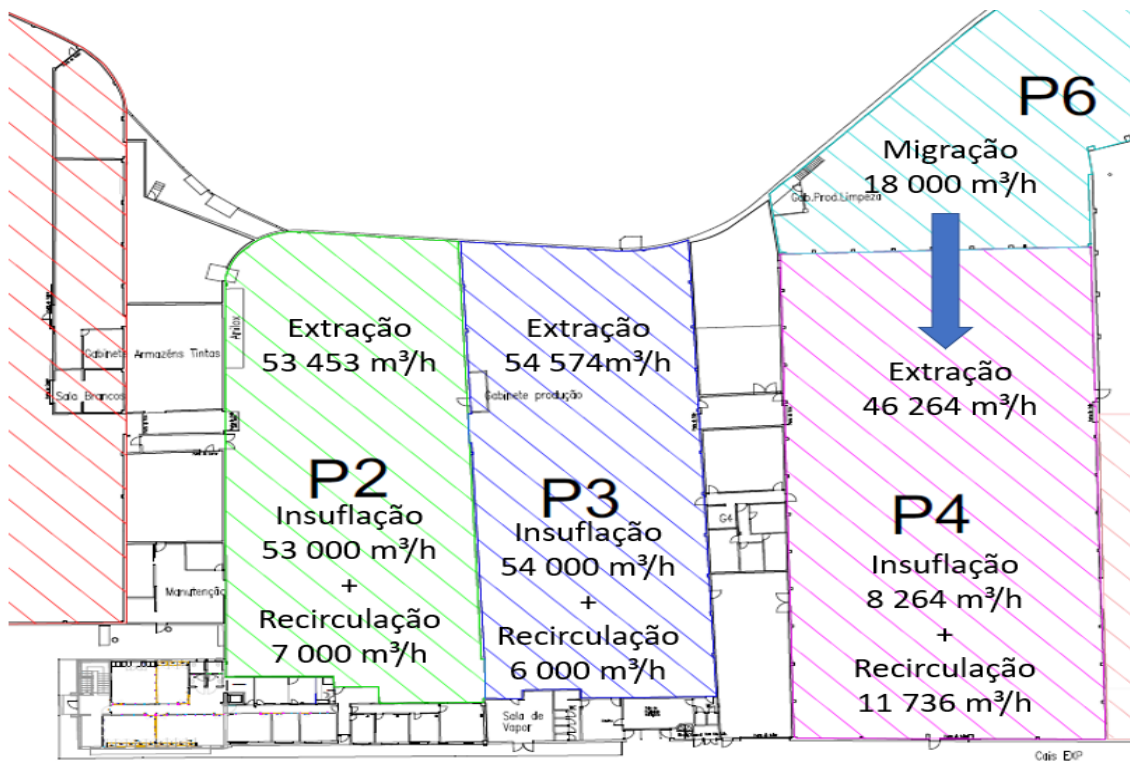 P6
Migração
18 000 m³/h
Gab.Prod.Limpeza
Extração
53 453 m³/h
Extração
54 574m³/h
Extração
46 264 m³/h
Anilox
Gabinete
Armazéns Tintas
Sala Brancos
Gabinete produção
P2
Insuflação
53 000 m³/h
+
Recirculação
7 000 m³/h
P3
Insuflação
54 000 m³/h
+
Recirculação
6 000 m³/h
G4
P4
Insuflação
8 264 m³/h
+
Recirculação
11 736 m³/h
Manutenção
Sala de
Vapor
Cais EXP